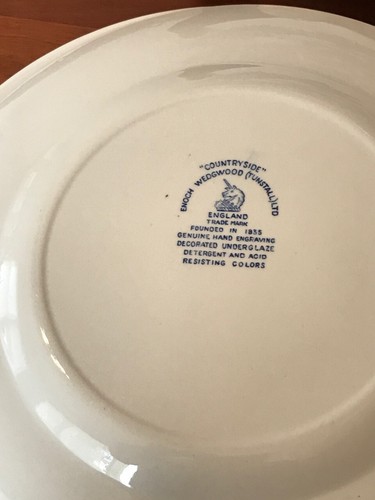 "COUNTRYSIDE"
ENOCH WEDGWOOD (TUNSTALL) LTD
ENGLAND
TRADE MARK
FOUNDED IN 1835
GENUINE HAND ENGRAVING
DECORATED UNDERGLAZE
DETERGENT AND ACID
RESISTING COLORS